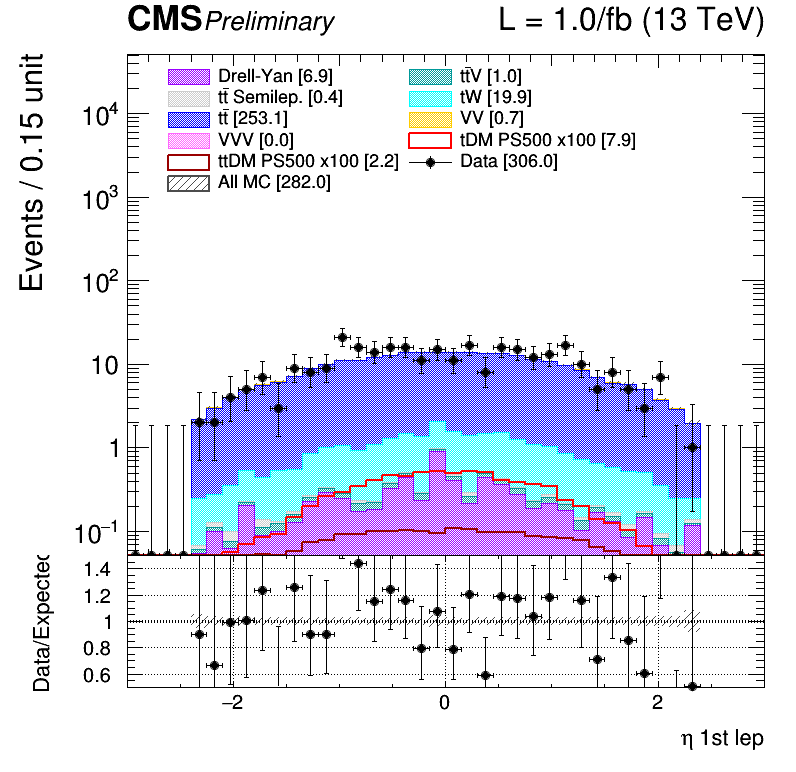 CMS Preliminary L = 1.0/fb (13 TeV)
Events / 0.15 unit
Drell-Yan [6.9] tt̄V [1.0]
tt̄ Semilep. [0.4] tW [19.9]
tt̄ [253.1] VV [0.7]
VVV [0.0] tDM PS500 x100 [7.9]
ttDM PS500 x100 [2.2] Data [306.0]
All MC [282.0]
10⁴
10³
10²
10
1
10⁻¹
Data/Expected
1.4
1.2
1
0.8
0.6
−2 0 2
η 1st lep